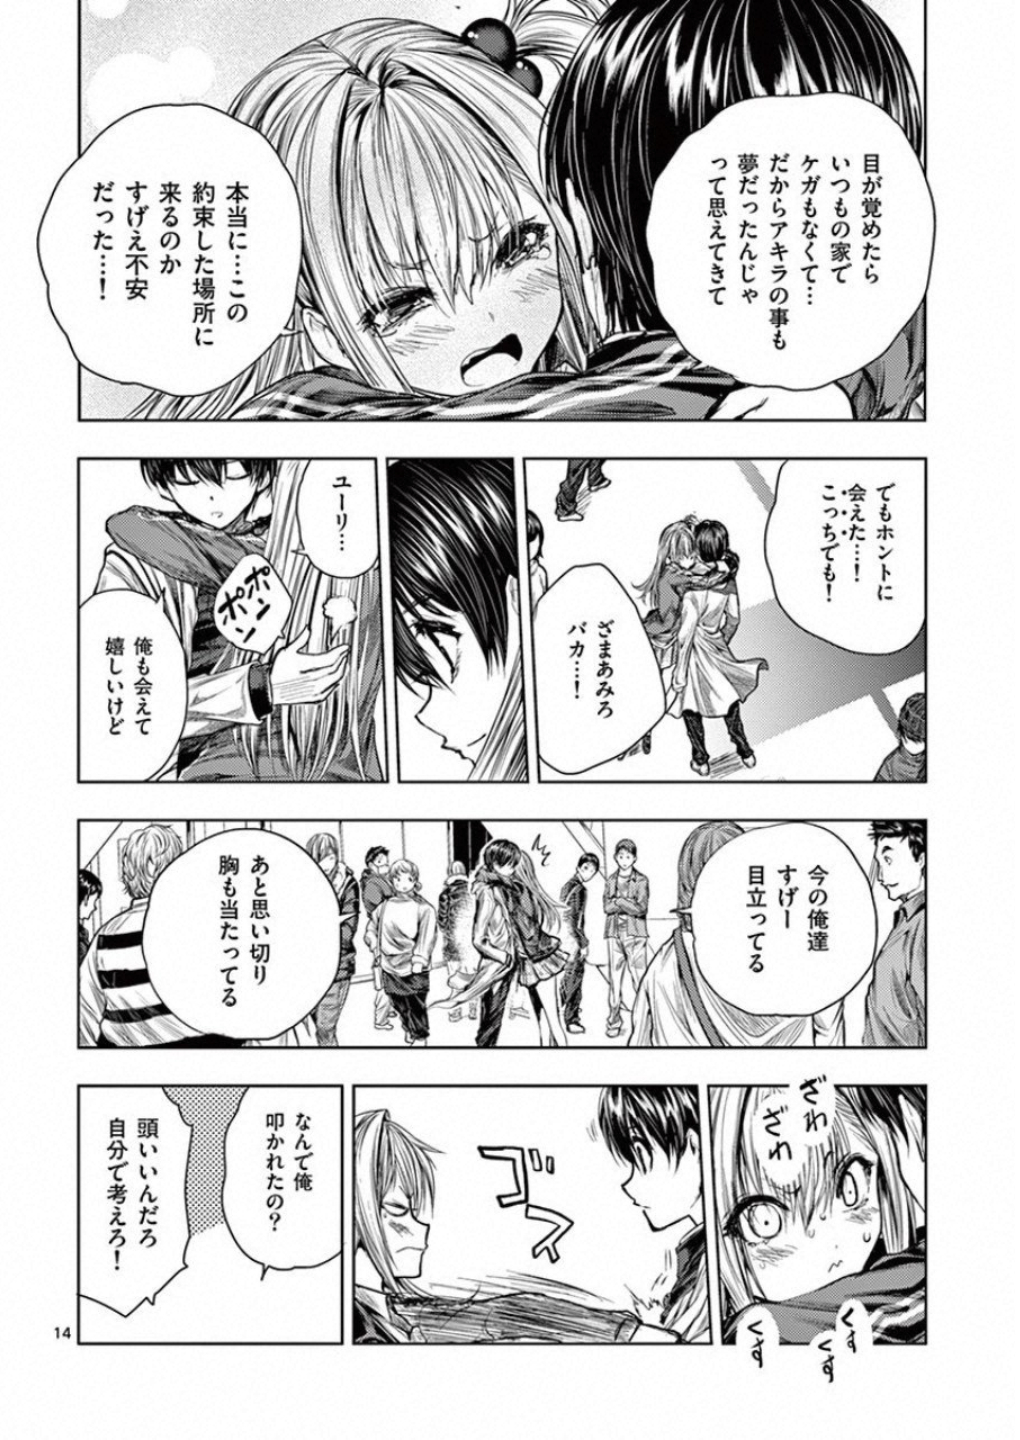 目が覚めたら
いつもの家で
ケガもなくて…
だからアキラの事も
夢だったんじゃ
って思えてきて
本当に…この
約束した場所に
来るのか
すげえ不安
だった…！
でもホントに
会えた…！
こっちでも！
ざまあみろ
バカ…！
ユーリ…
ポンポン
俺も会えて
嬉しいけど
今の俺達
すげー
目立ってる
あと思い切り
胸も当たってる
ざわ
ざわ
くす
くす
くす
くす
ゴス
なんで俺
叩かれたの？
頭いいんだろ
自分で考えろ！
14